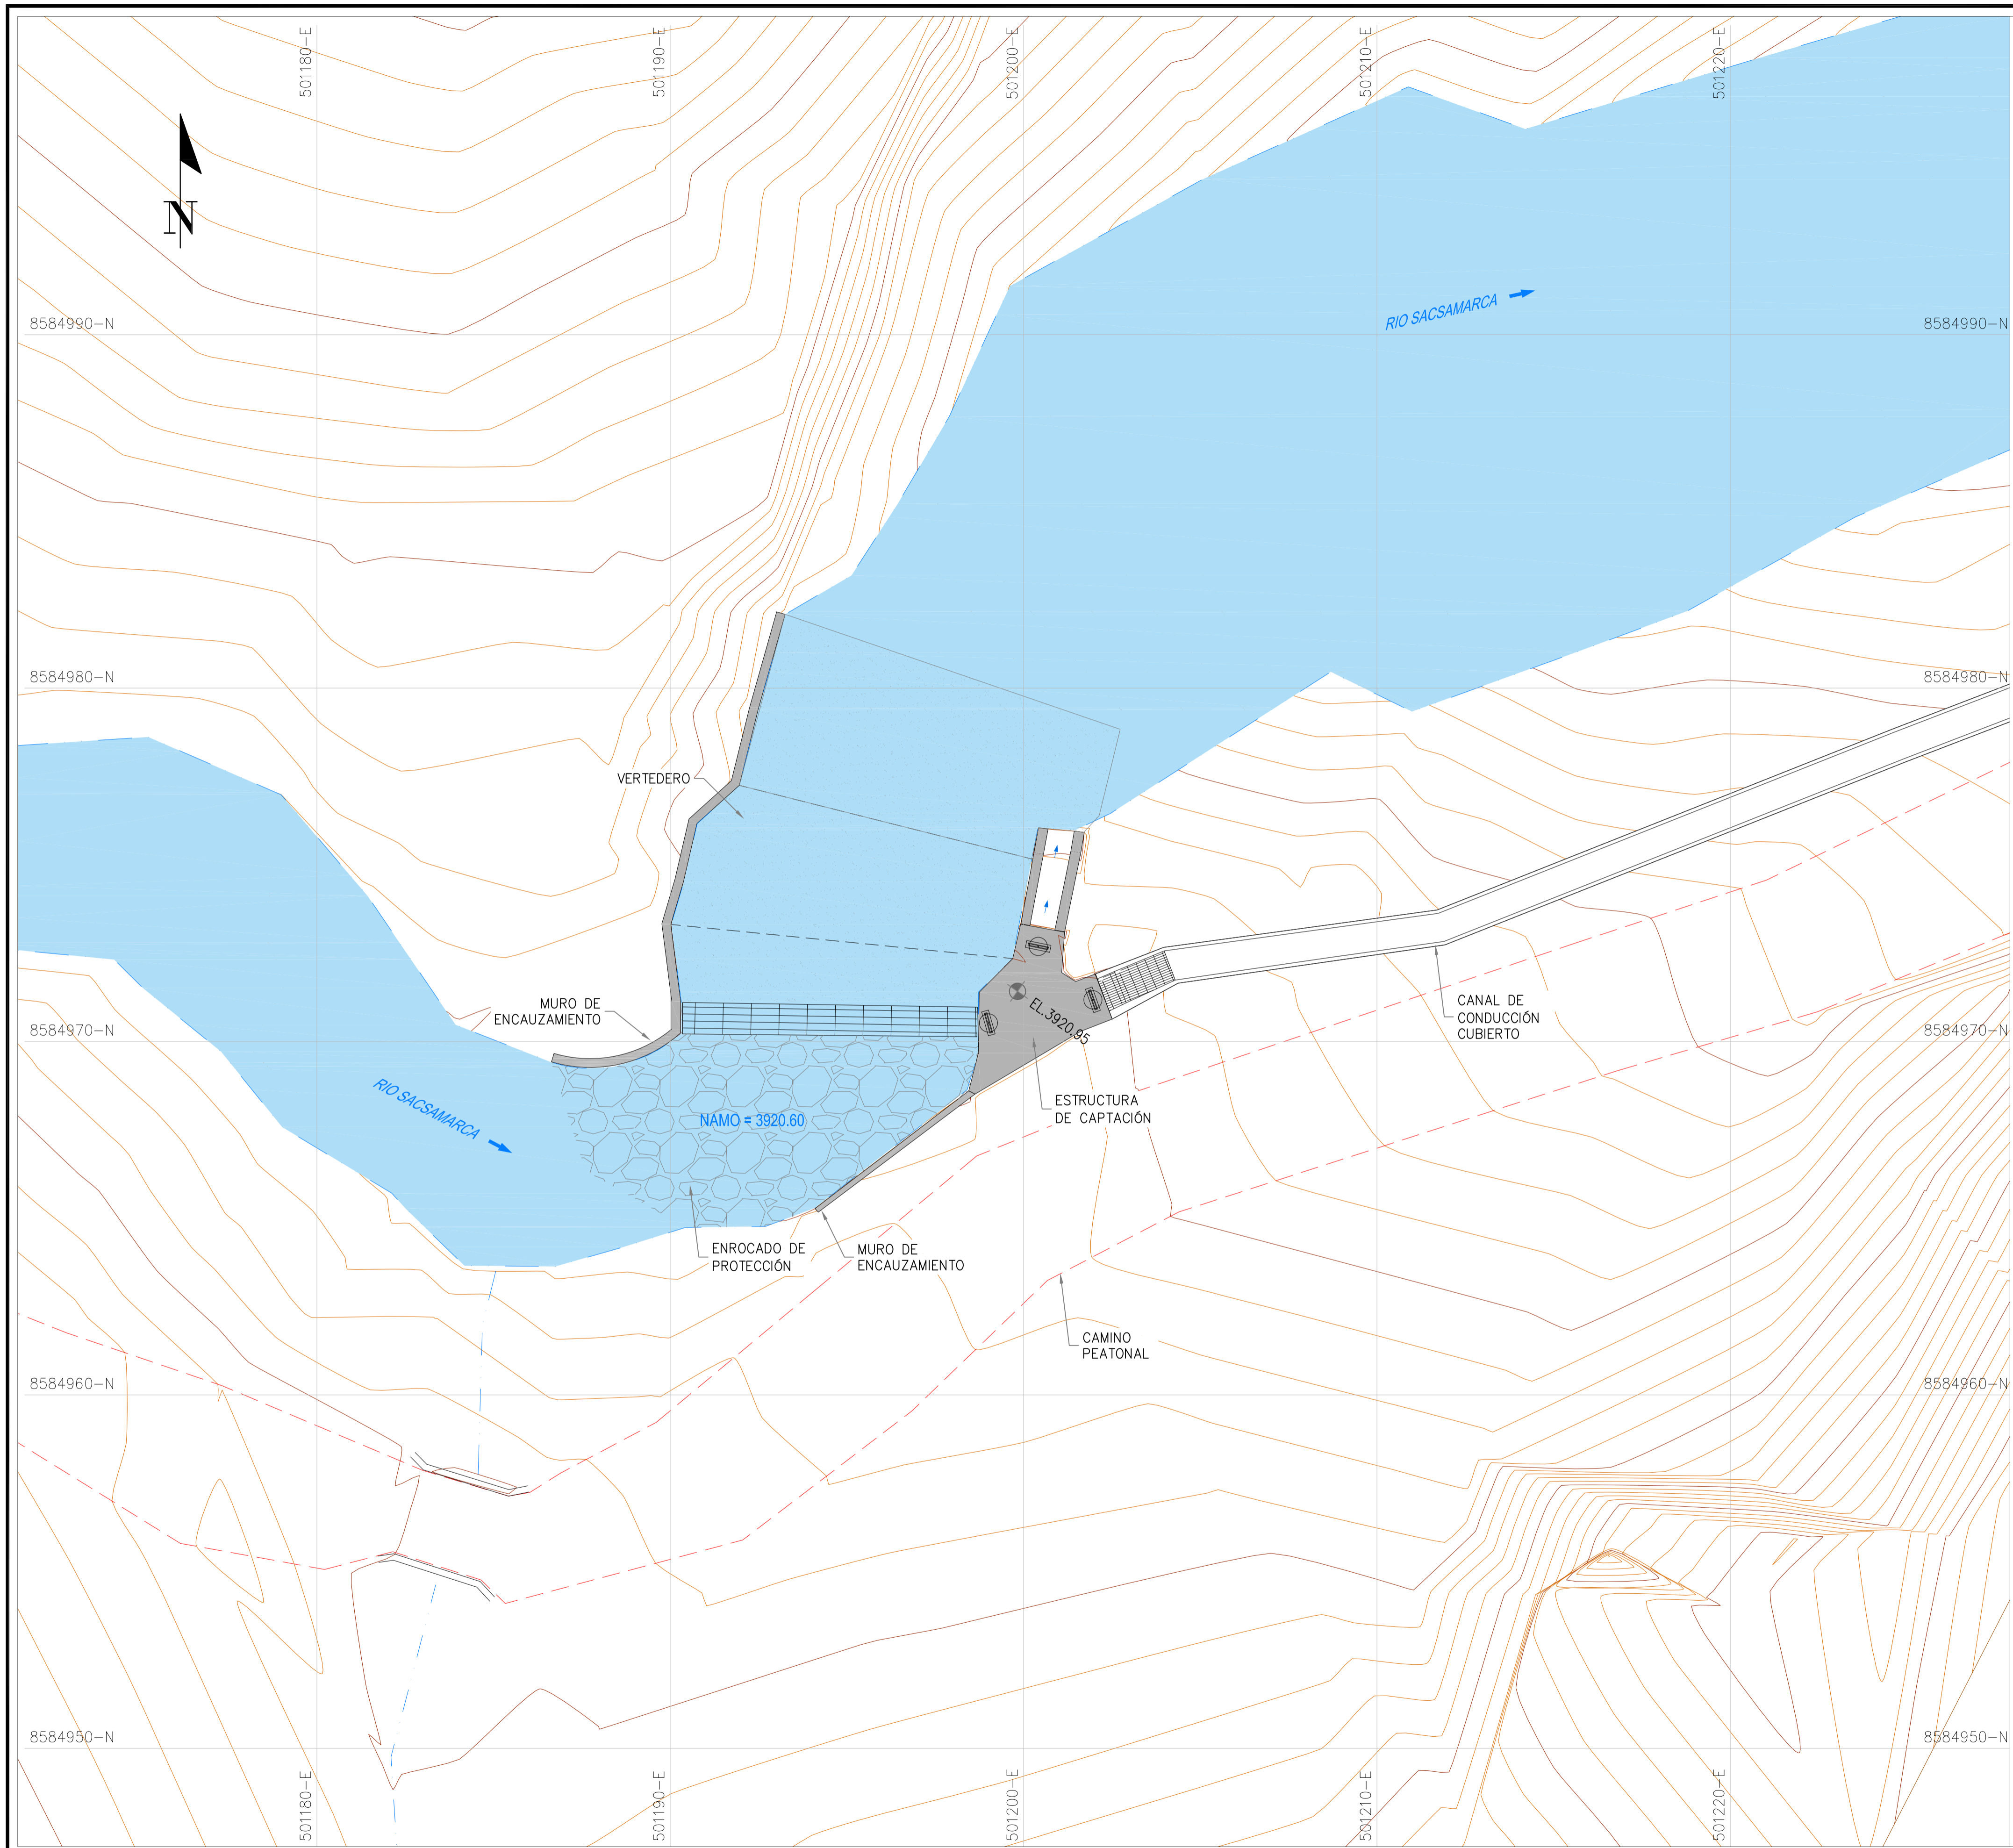 501180-E
501190-E
501200-E
501210-E
501220-E
N
RIO SACSAMARCA
8584990-N
8584990-N
8584980-N
8584980-N
VERTEDERO
MURO DE
ENCAUZAMIENTO
EL.3920.95
CANAL DE
CONDUCCIÓN
CUBIERTO
8584970-N
8584970-N
RIO SACSAMARCA
NAMO = 3920.60
ESTRUCTURA
DE CAPTACIÓN
ENROCADO DE
PROTECCIÓN
MURO DE
ENCAUZAMIENTO
CAMINO
PEATONAL
8584960-N
8584960-N
8584950-N
8584950-N
501180-E
501190-E
501200-E
501210-E
501220-E